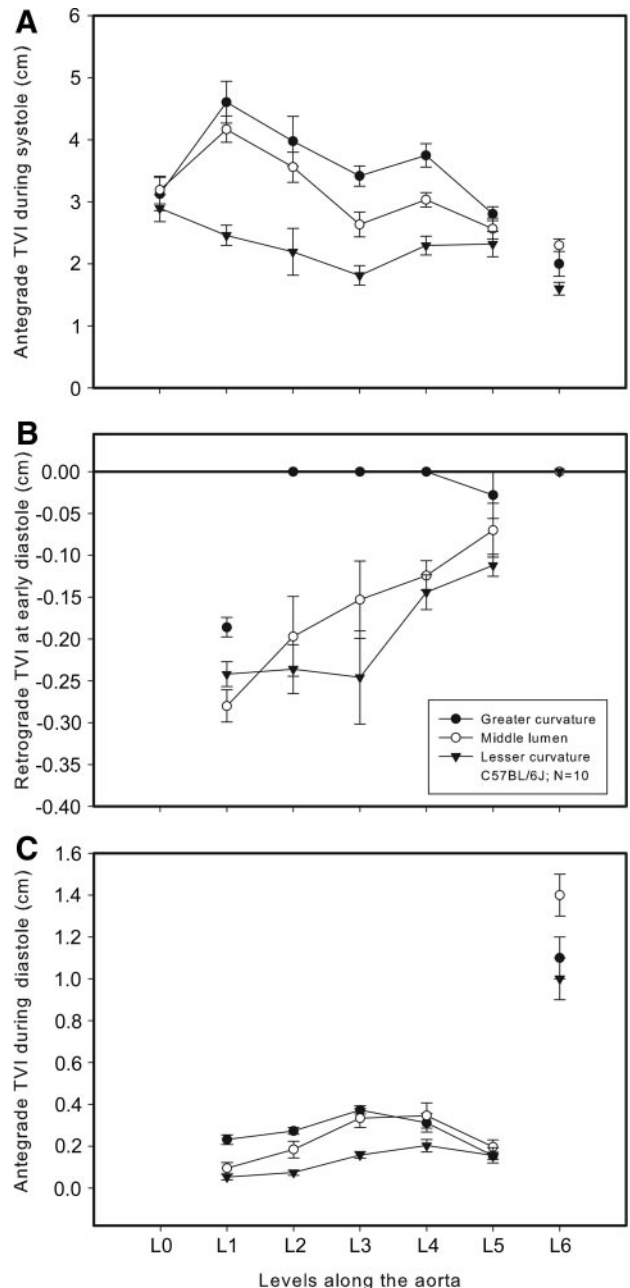 A
Antegrade TVI during systole (cm)
6
5
4
3
2
1
0
B
Retrograde TVI at early diastole (cm)
0.00
-0.05
-0.10
-0.15
-0.20
-0.25
-0.30
-0.35
-0.40
Greater curvature
Middle lumen
Lesser curvature
C57BL/6J; N=10
C
Antegrade TVI during diastole (cm)
1.6
1.4
1.2
1.0
0.8
0.6
0.4
0.2
0.0
L0 L1 L2 L3 L4 L5 L6
Levels along the aorta